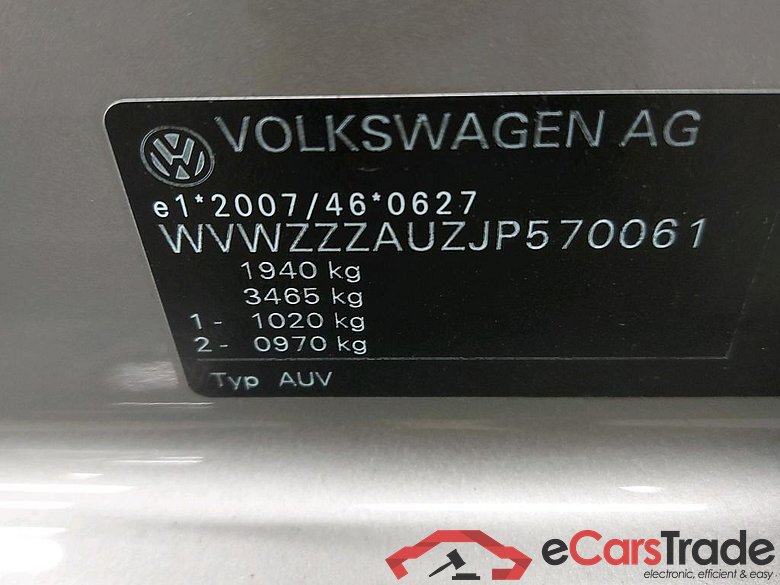 VOLKSWAGEN AG
e1*2007/46*0627
WVWZZZAUZJP570061
1940 kg
3465 kg
1 - 1020 kg
2 - 0970 kg
Typ AUV
eCarsTrade
electronic, efficient & easy